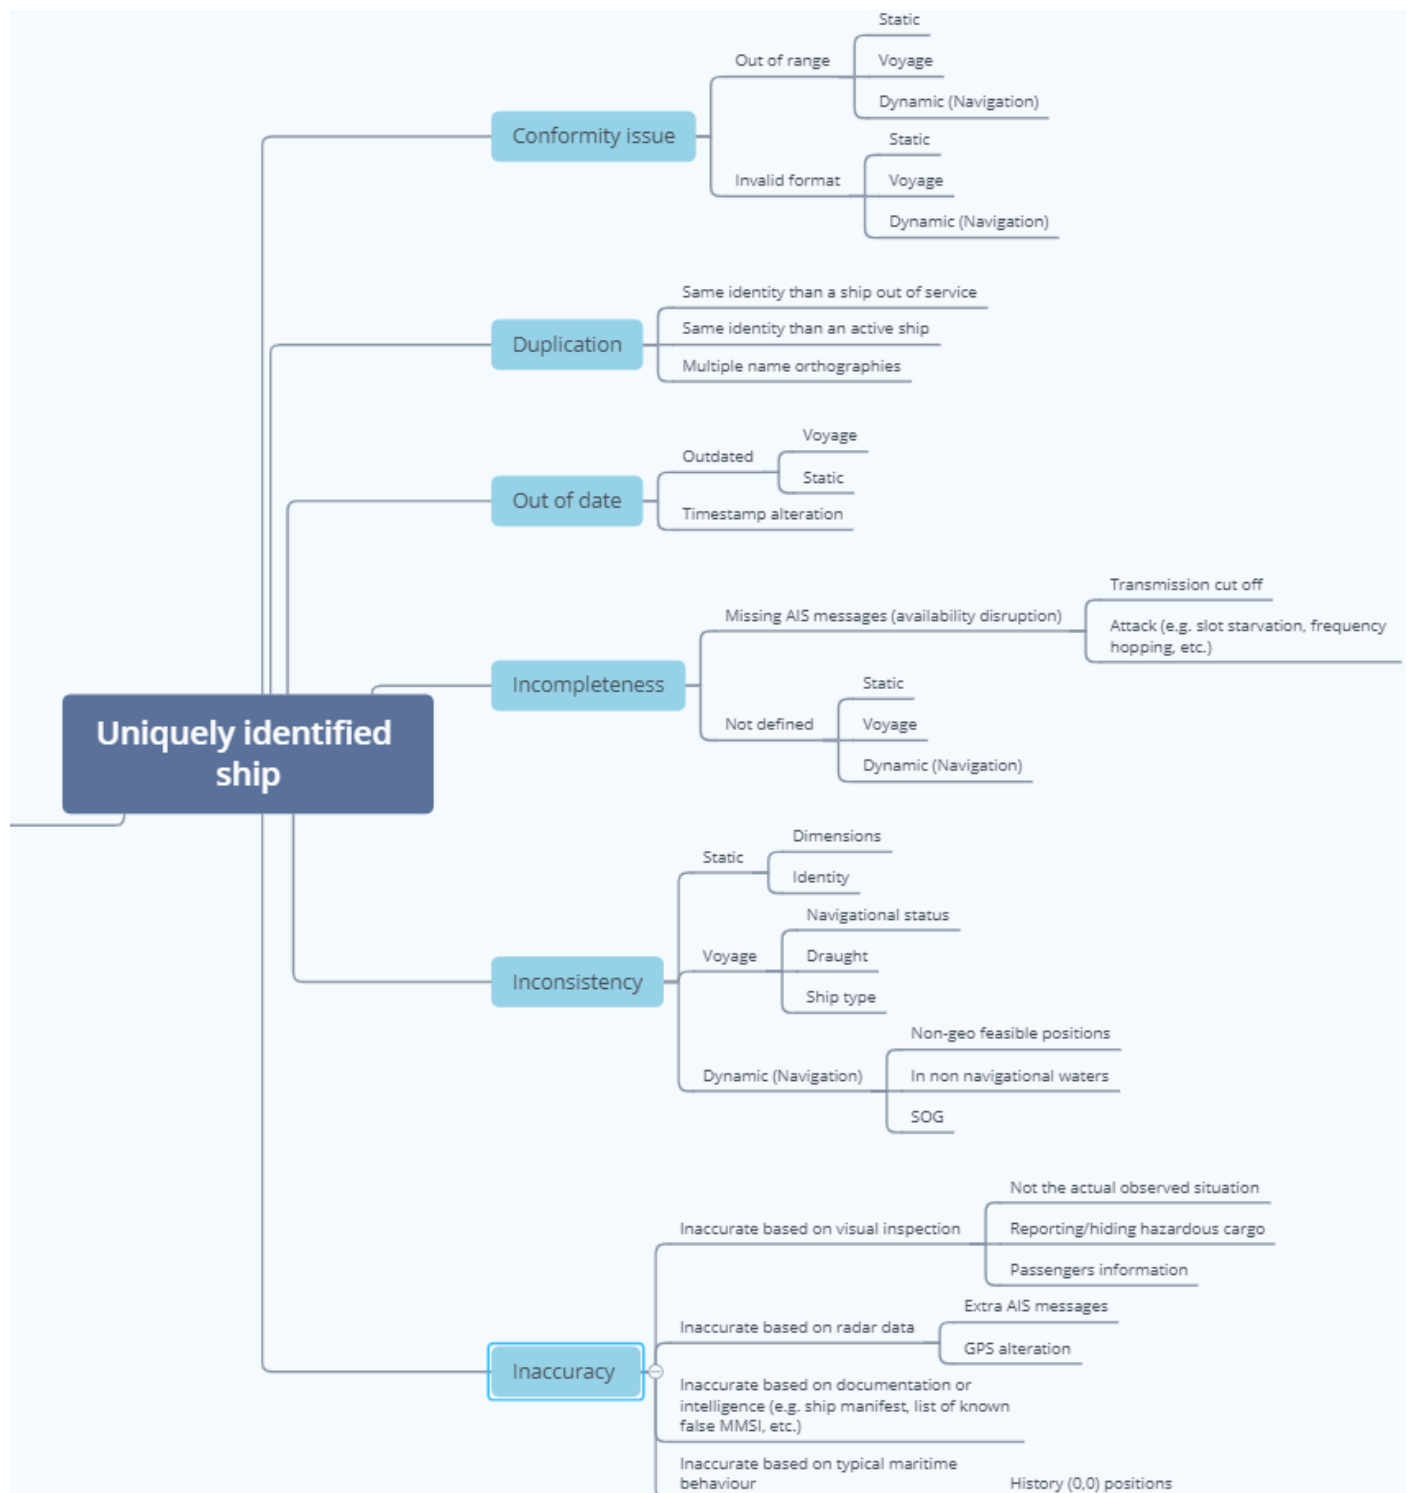 Static
Out of range
Voyage
Dynamic (Navigation)
Conformity issue
Static
Invalid format
Voyage
Dynamic (Navigation)
Same identity than a ship out of service
Duplication
Same identity than an active ship
Multiple name orthographies
Voyage
Outdated
Static
Out of date
Timestamp alteration
Transmission cut off
Missing AIS messages (availability disruption)
Attack (e.g. slot starvation, frequency
hopping, etc.)
Incompleteness
Static
Not defined
Voyage
Dynamic (Navigation)
Uniquely identified
ship
Dimensions
Static
Identity
Navigational status
Voyage
Draught
Ship type
Inconsistency
Non-geo feasible positions
Dynamic (Navigation)
In non navigational waters
SOG
Not the actual observed situation
Inaccurate based on visual inspection
Reporting/hiding hazardous cargo
Passengers information
Extra AIS messages
Inaccurate based on radar data
GPS alteration
Inaccuracy
Inaccurate based on documentation or
intelligence (e.g. ship manifest, list of known
false MMSI, etc.)
Inaccurate based on typical maritime
behaviour
History (0,0) positions